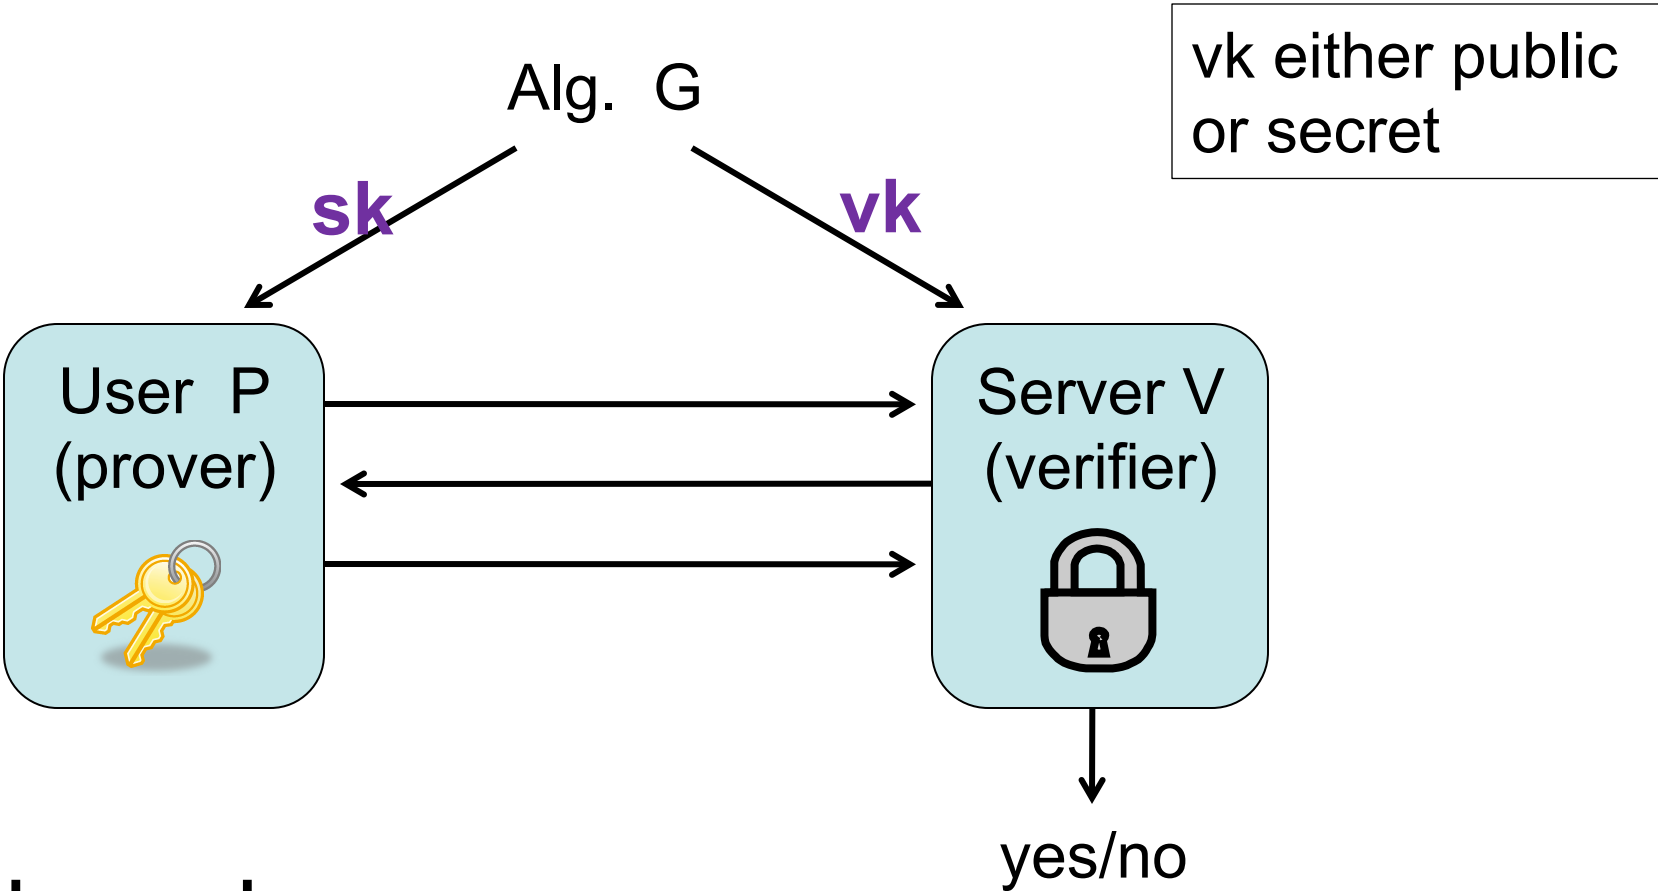 vk either public
or secret
Alg. G
sk
vk
User P
(prover)
Server V
(verifier)
yes/no